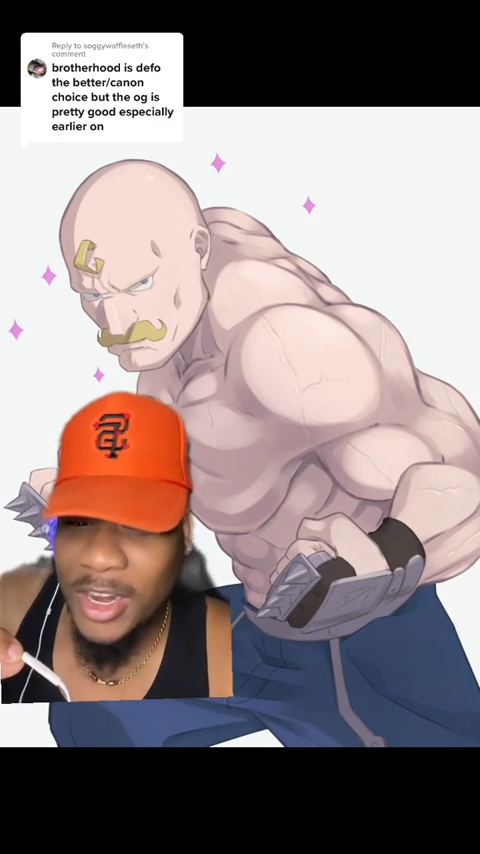 Reply to soggywaffleseth's
comment
brotherhood is defo
the better/canon
choice but the og is
pretty good especially
earlier on